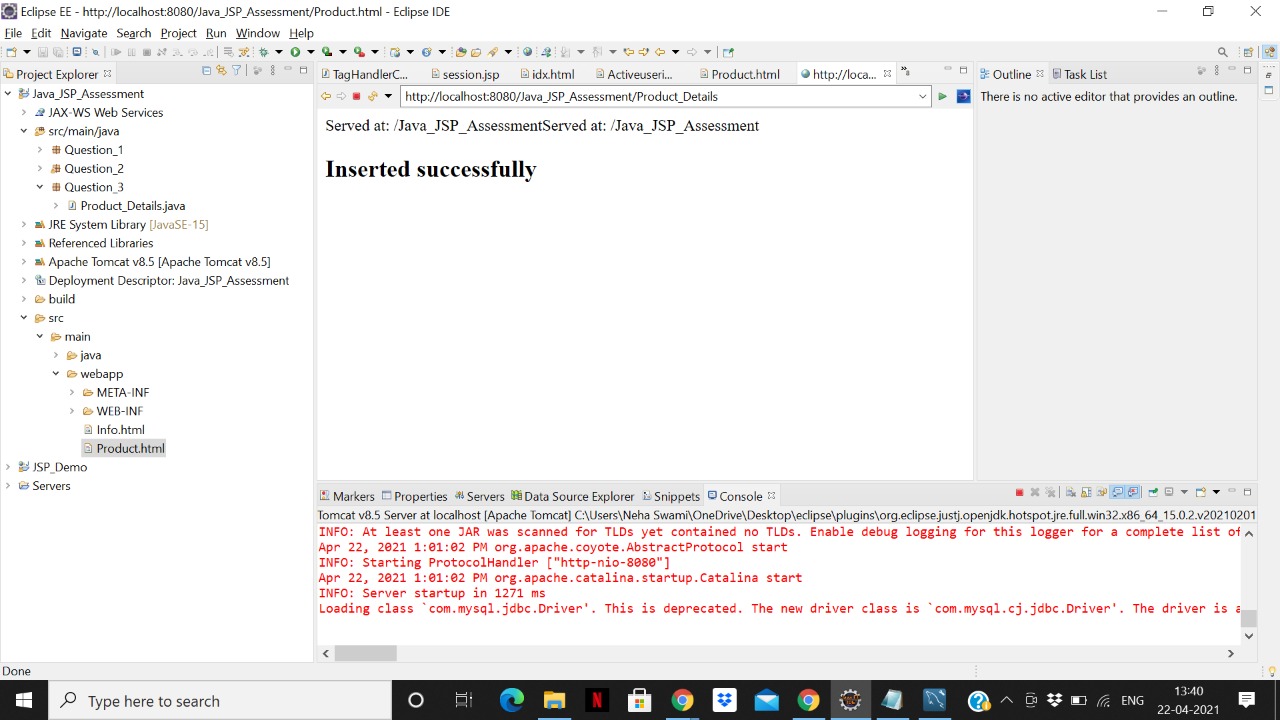 Eclipse EE - http://localhost:8080/Java_JSP_Assessment/Product.html - Eclipse IDE
File Edit Navigate Search Project Run Window Help
Project Explorer
Java_JSP_Assessment
JAX-WS Web Services
src/main/java
Question_1
Question_2
Question_3
Product_Details.java
JRE System Library [JavaSE-15]
Referenced Libraries
Apache Tomcat v8.5 [Apache Tomcat v8.5]
Deployment Descriptor: Java_JSP_Assessment
build
src
main
java
webapp
META-INF
WEB-INF
Info.html
Product.html
JSP_Demo
Servers
TagHandlerC... session.jsp idx.html Activeuseri... Product.html http://loca...
http://localhost:8080/Java_JSP_Assessment/Product_Details
Served at: /Java_JSP_AssessmentServed at: /Java_JSP_Assessment
Inserted successfully
Outline Task List
There is no active editor that provides an outline.
Markers Properties Servers Data Source Explorer Snippets Console
Tomcat v8.5 Server at localhost [Apache Tomcat] C:\Users\Neha Swami\OneDrive\Desktop\eclipse\plugins\org.eclipse.justj.openjdk.hotspot.jre.full.win32.x86_64_15.0.2.v20210201
INFO: At least one JAR was scanned for TLDs yet contained no TLDs. Enable debug logging for this logger for a complete list of
Apr 22, 2021 1:01:02 PM org.apache.coyote.AbstractProtocol start
INFO: Starting ProtocolHandler ["http-nio-8080"]
Apr 22, 2021 1:01:02 PM org.apache.catalina.startup.Catalina start
INFO: Server startup in 1271 ms
Loading class `com.mysql.jdbc.Driver'. This is deprecated. The new driver class is `com.mysql.cj.jdbc.Driver'. The driver is a
Done
Type here to search
ENG
13:40
22-04-2021